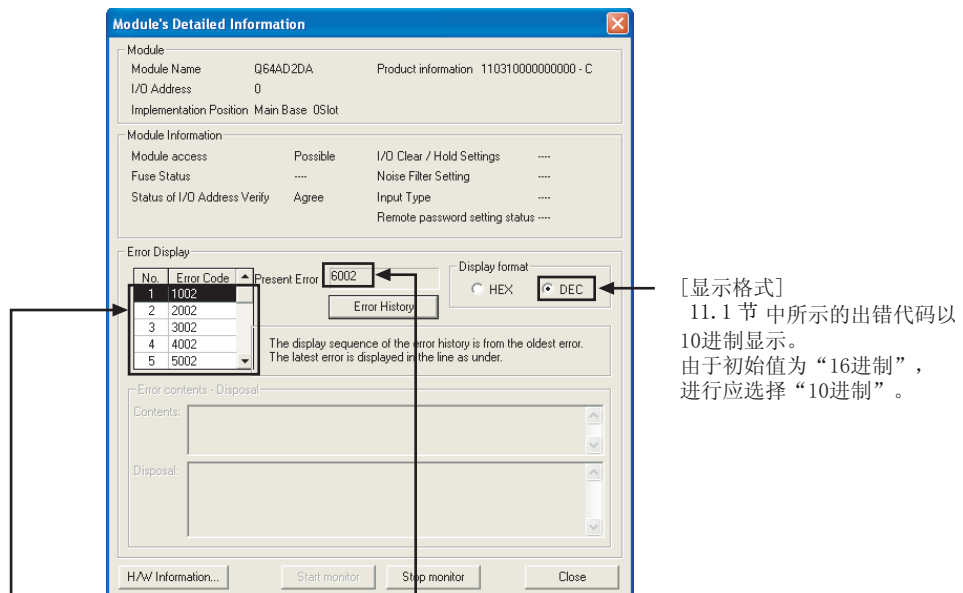 Module's Detailed Information
Module
Module Name Q64AD2DA Product information 110310000000000 - C
I/O Address 0
Implementation Position Main Base 0Slot
Module Information
Module access Possible I/O Clear / Hold Settings ----
Fuse Status ---- Noise Filter Setting ----
Status of I/O Address Verify Agree Input Type ----
Remote password setting status ----
Error Display
No. Error Code Present Error 6002 Display format
1 1002 HEX DEC
2 2002 Error History
3 3002
4 4002 The display sequence of the error history is from the oldest error.
5 5002 The latest error is displayed in the line as under.
Error contents - Disposal
Contents:
Disposal:
H/W Information... Start monitor Stop monitor Close
[显示格式]
11.1 节 中所示的出错代码以
10进制显示。
由于初始值为“16进制”，
进行应选择“10进制”。